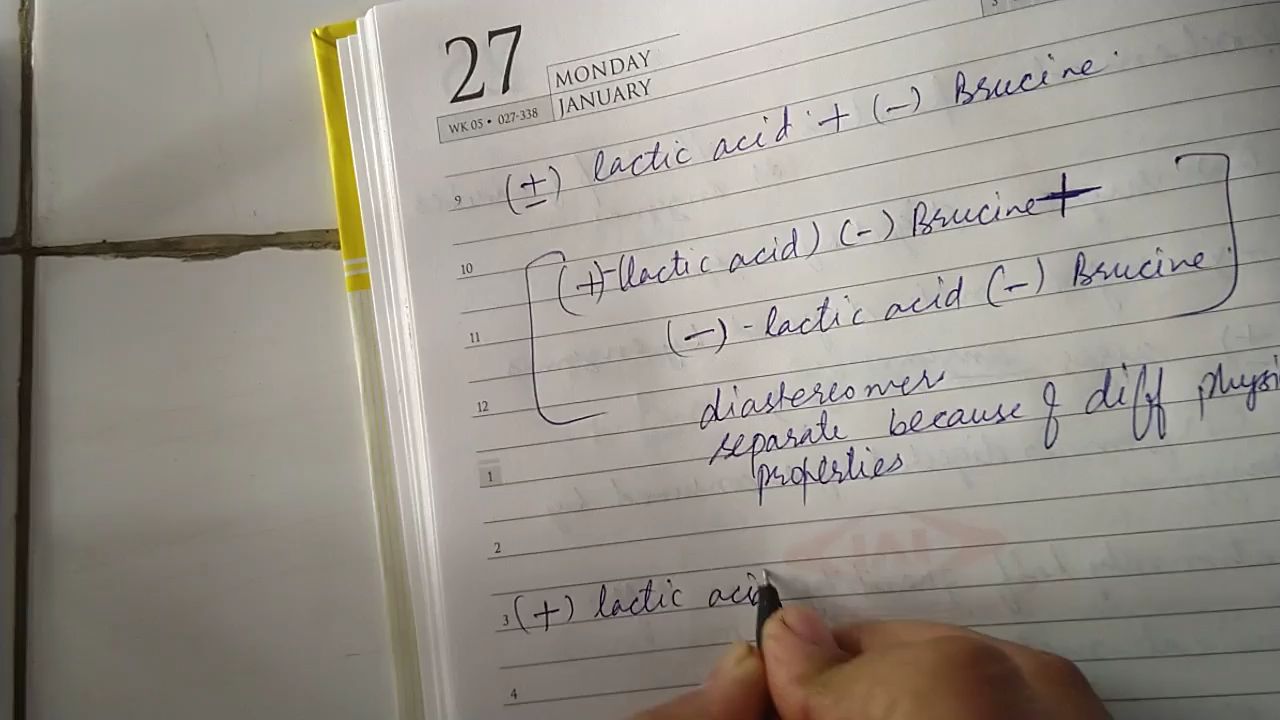 27
MONDAY
JANUARY
WK 05 • 027-338
9 (±) lactic acid + (-) Brucine.
10 (+)-(lactic acid) (-) Brucine +
11 (-) - lactic acid (-) Brucine
12 diastereomer
separate because of diff physi
1 properties
2
3 (+) lactic acid
4